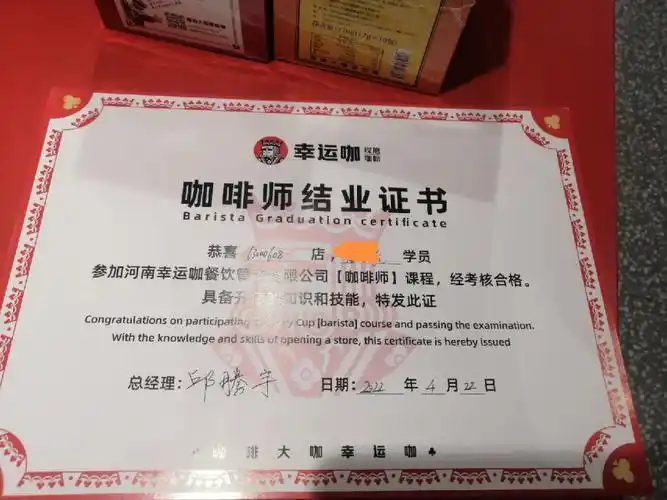 幸运咖
咖啡师结业证书
Barista Graduation certificate
恭喜 店, 学员
参加河南幸运咖餐饮管 限公司【咖啡师】课程，经考核合格。
具备开 知识和技能，特发此证
Congratulations on participating Cup [barista] course and passing the examination.
With the knowledge and skills of opening a store, this certificate is hereby issued
总经理: 邱腾宇 日期: 2022 年 4 月 22 日
咖啡大咖幸运咖